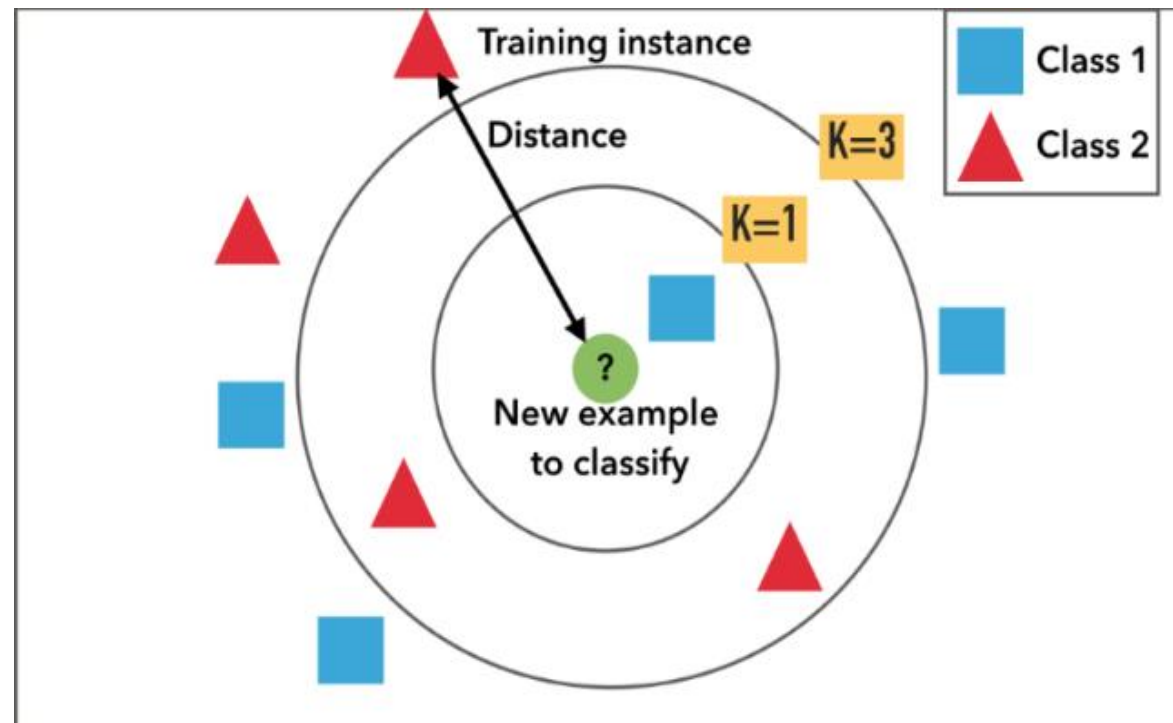 Training instance
Distance
K=3
K=1
Class 1
Class 2
?
New example
to classify